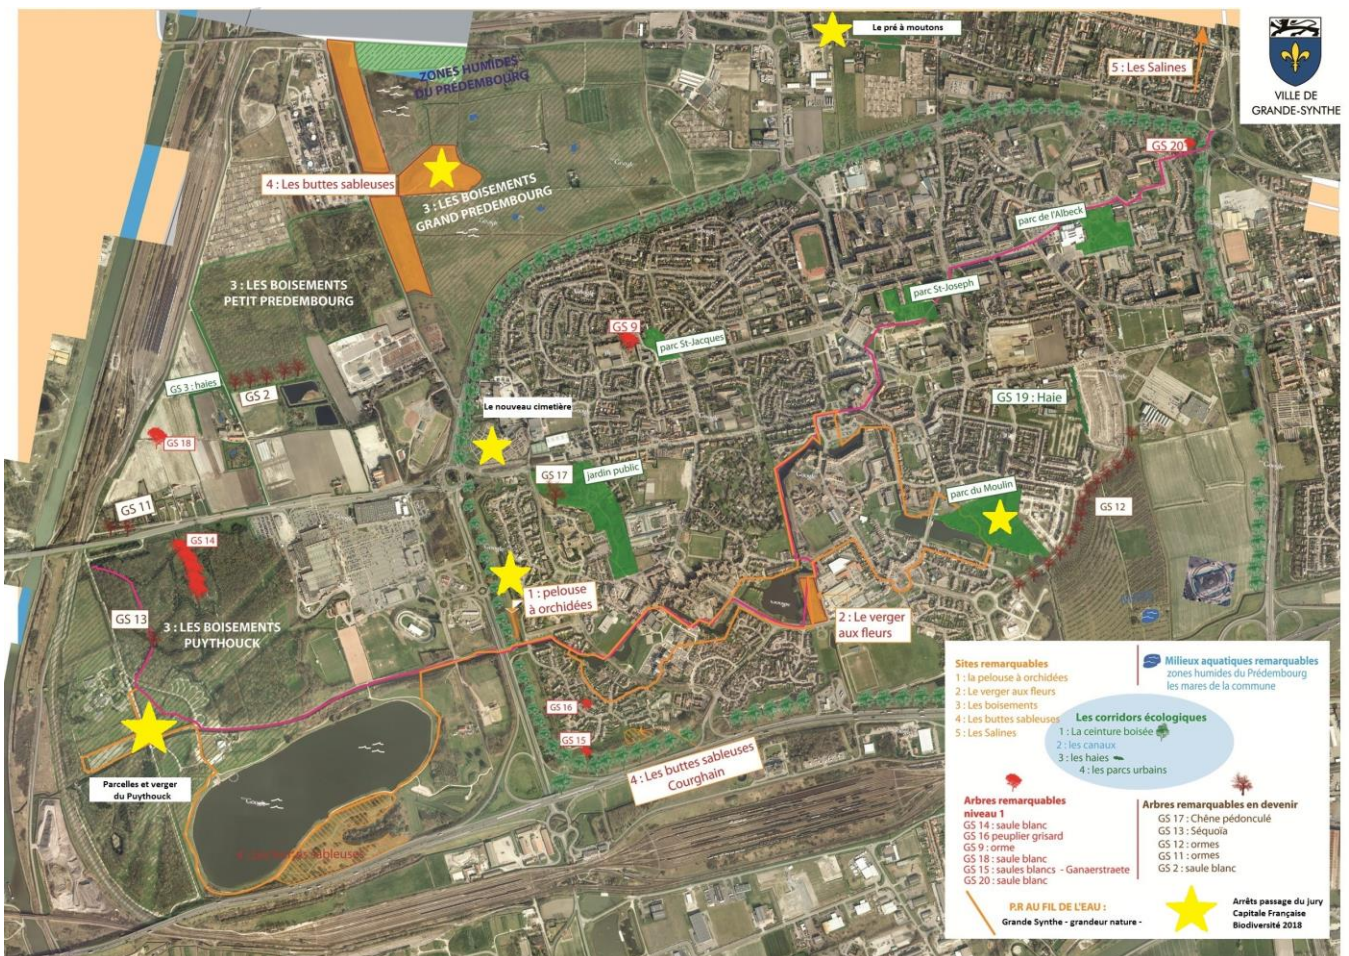 Le pré à moutons
5 : Les Salines
VILLE DE
GRANDE-SYNTHE
ZONES HUMIDES
DU PRÉDEMBOURG
GS 20
4 : Les buttes sableuses
3 : LES BOISEMENTS
GRAND PREDEMBOURG
parc de l'Albeck
3 : LES BOISEMENTS
PETIT PREDEMBOURG
parc St-Joseph
GS 9
parc St-Jacques
GS 3 : haies
GS 2
GS 19 : Haie
Le nouveau cimetière
GS 18
GS 17
jardin public
parc du Moulin
GS 11
GS 12
GS 14
1 : pelouse
à orchidées
GS 13
3 : LES BOISEMENTS
PUYTHOUCK
2 : Le verger
aux fleurs
GS 16
GS 15
4 : Les buttes sableuses
Courghain
Parcelles et verger
du Puythouck
sableuses
Google
Sites remarquables
1 : la pelouse à orchidées
2 : Le verger aux fleurs
3 : Les boisements
4 : Les buttes sableuses
5 : Les Salines
Milieux aquatiques remarquables
zones humides du Prédembourg
les mares de la commune
Les corridors écologiques
1 : La ceinture boisée
2 : les canaux
3 : les haies
4 : les parcs urbains
Arbres remarquables
niveau 1
GS 14 : saule blanc
GS 16 peuplier grisard
GS 9 : orme
GS 18 : saule blanc
GS 15 : saules blancs - Ganaerstraete
GS 20 : saule blanc
Arbres remarquables en devenir
GS 17 : Chêne pédonculé
GS 13 : Séquoïa
GS 12 : ormes
GS 11 : ormes
GS 2 : saule blanc
P.R AU FIL DE L'EAU :
Grande Synthe - grandeur nature -
Arrêts passage du jury
Capitale Française
Biodiversité 2018